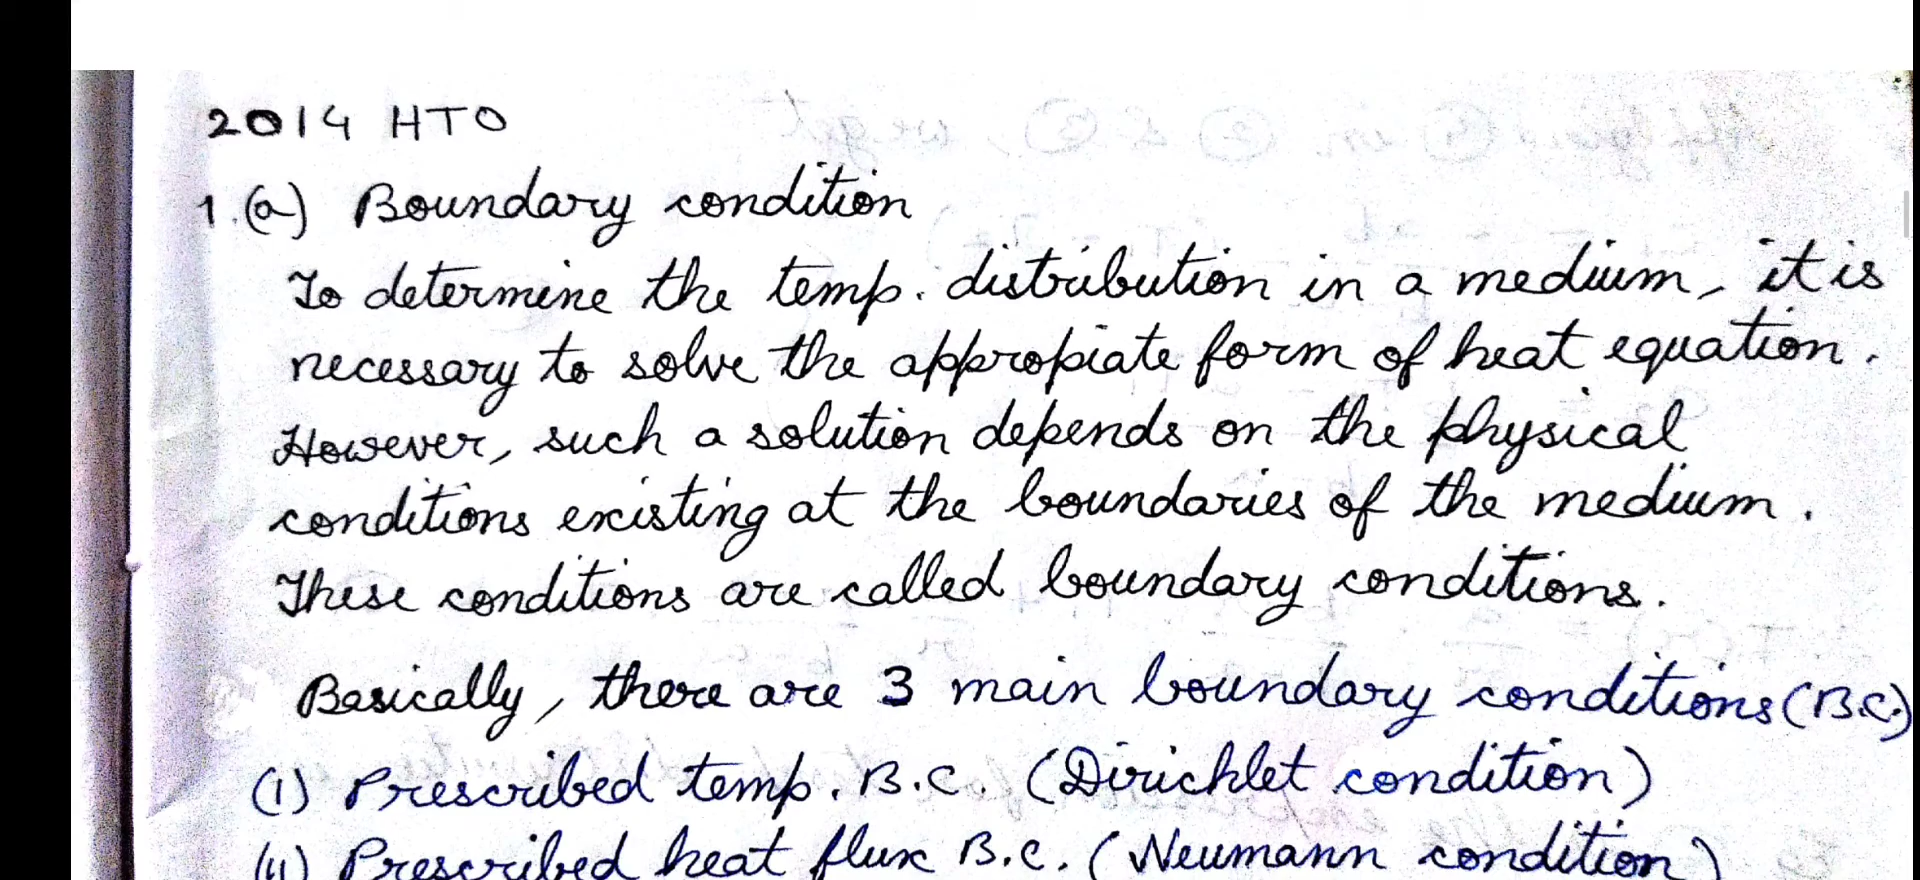 2014 HTO
1.(a) Boundary condition
To determine the temp. distribution in a medium, it is
necessary to solve the appropiate form of heat equation.
However, such a solution depends on the physical
conditions existing at the boundaries of the medium.
These conditions are called boundary conditions.
Basically, there are 3 main boundary conditions (B.C.)
(i) Prescribed temp. B.C. (Dirichlet condition)
(ii) Prescribed heat flux B.C. (Neumann condition)